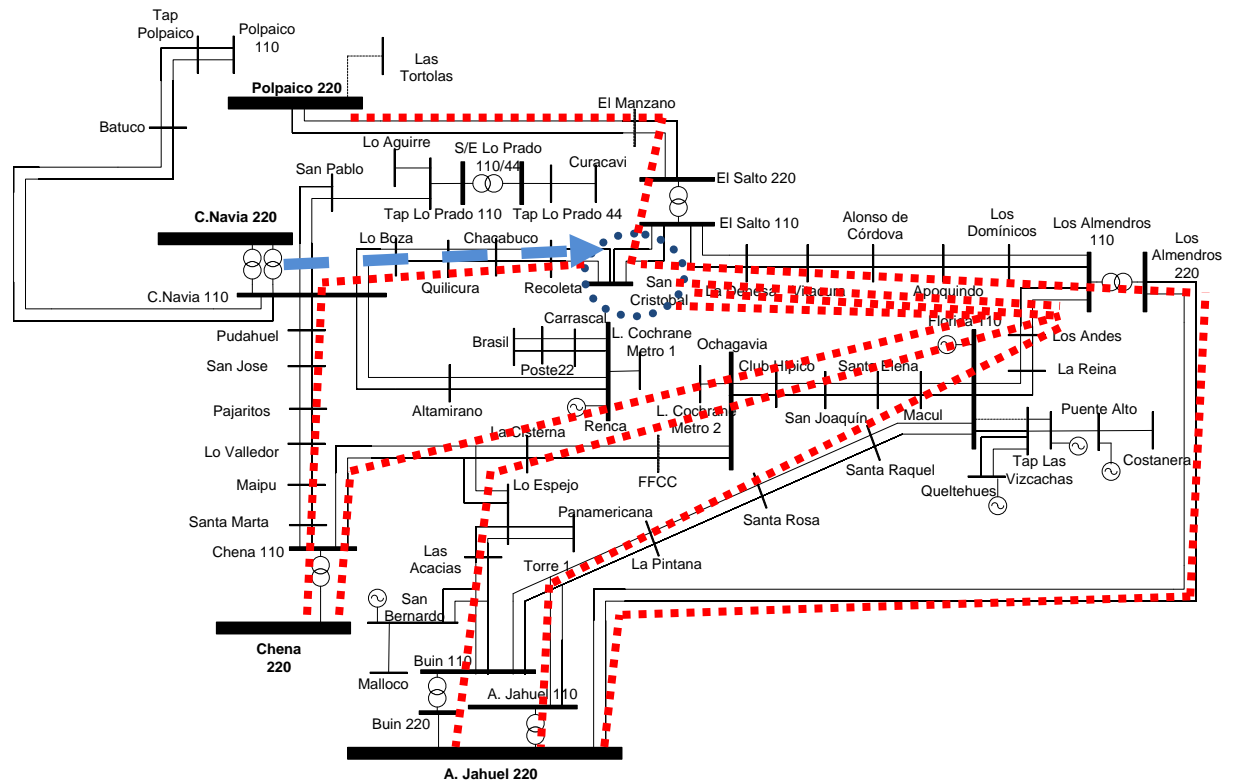 Tap
Polpaico
Polpaico
110
Las
Tortolas
Polpaico 220
El Manzano
Batuco
Lo Aguirre
S/E Lo Prado
110/44
Curacavi
San Pablo
El Salto 220
Tap Lo Prado 110
Tap Lo Prado 44
C.Navia 220
El Salto 110
Alonso de
Córdova
Los
Domínicos
Los Almendros
110
Los
Almendros
220
Lo Boza
Chacabuco
C.Navia 110
Quilicura
Recoleta
San
Cristobal
La Dehesa
Vitacura
Apoquindo
Pudahuel
Carrascal
Florida 110
Los Andes
Brasil
L. Cochrane
Metro 1
Ochagavia
San Jose
Poste22
Club Hípico
Santa Elena
La Reina
Pajaritos
Altamirano
Renca
L. Cochrane
Metro 2
San Joaquín
Macul
Puente Alto
La Cisterna
Lo Valledor
Santa Raquel
Tap Las
Vizcachas
Costanera
Maipu
Lo Espejo
FFCC
Queltehues
Santa Marta
Panamericana
Santa Rosa
Chena 110
Las
Acacias
Torre 1
La Pintana
San
Bernardo
Chena
220
Buin 110
Malloco
A. Jahuel 110
Buin 220
A. Jahuel 220